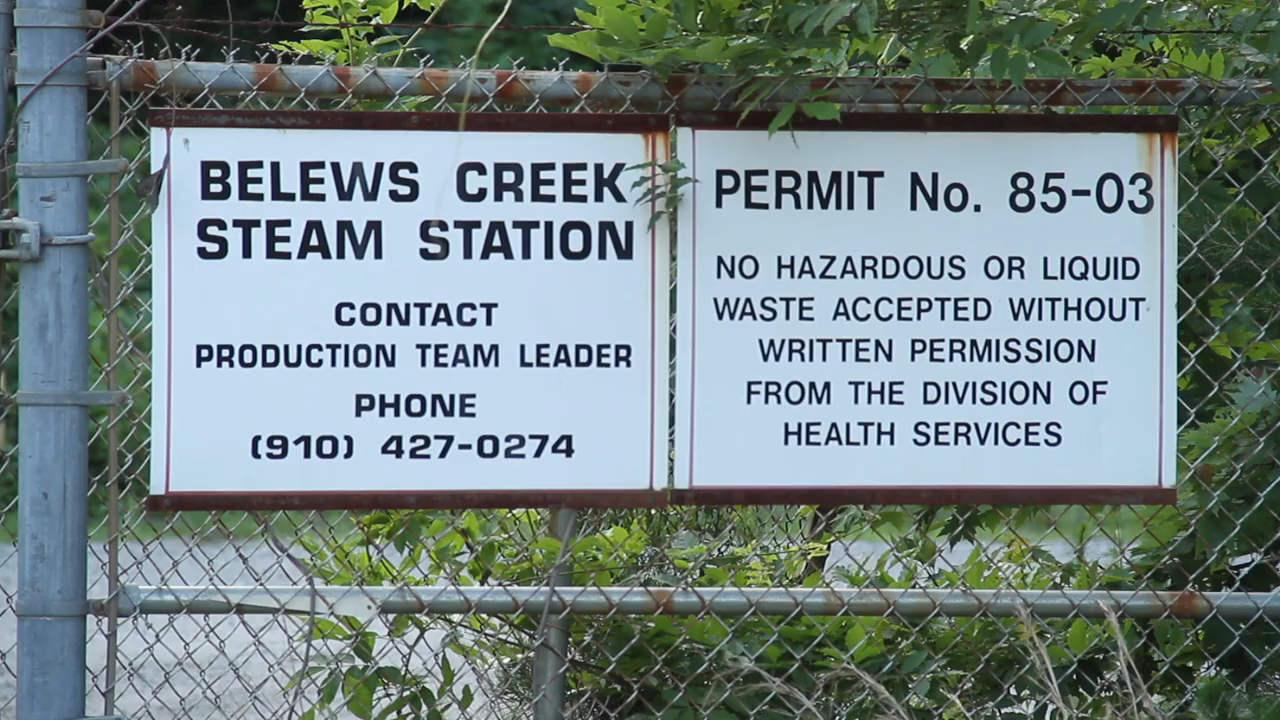 BELEWS CREEK
STEAM STATION
CONTACT
PRODUCTION TEAM LEADER
PHONE
(910) 427-0274
PERMIT No. 85-03
NO HAZARDOUS OR LIQUID
WASTE ACCEPTED WITHOUT
WRITTEN PERMISSION
FROM THE DIVISION OF
HEALTH SERVICES